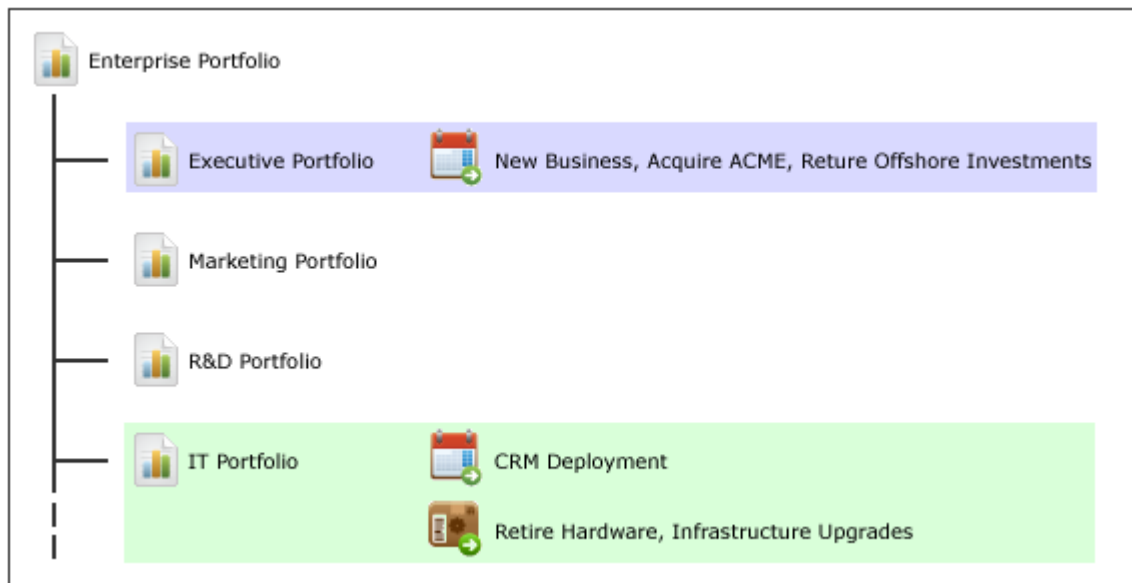 Enterprise Portfolio
Executive Portfolio New Business, Acquire ACME, Reture Offshore Investments
Marketing Portfolio
R&D Portfolio
IT Portfolio CRM Deployment
Retire Hardware, Infrastructure Upgrades